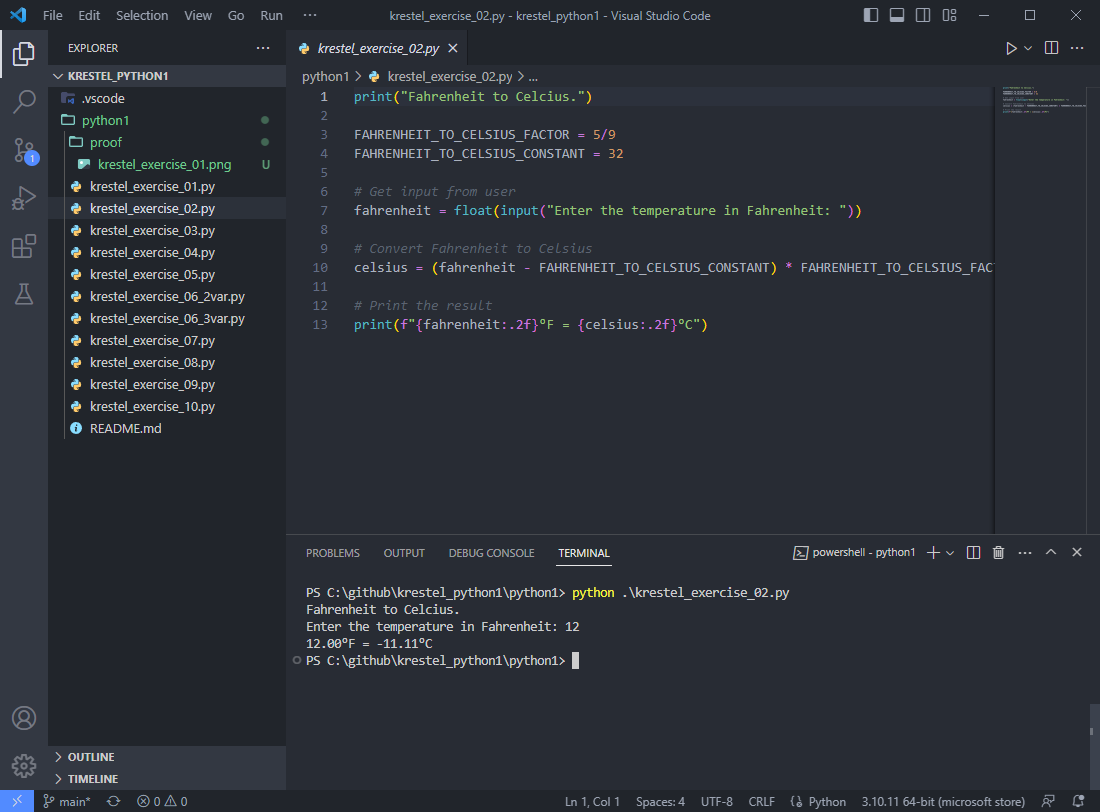 File Edit Selection View Go Run ··· krestel_exercise_02.py - krestel_python1 - Visual Studio Code
EXPLORER
KRESTEL_PYTHON1
.vscode
python1
proof
krestel_exercise_01.png U
krestel_exercise_01.py
krestel_exercise_02.py
krestel_exercise_03.py
krestel_exercise_04.py
krestel_exercise_05.py
krestel_exercise_06_2var.py
krestel_exercise_06_3var.py
krestel_exercise_07.py
krestel_exercise_08.py
krestel_exercise_09.py
krestel_exercise_10.py
README.md
OUTLINE
TIMELINE
1
krestel_exercise_02.py
python1 > krestel_exercise_02.py > ...
1 print("Fahrenheit to Celcius.")
2
3 FAHRENHEIT_TO_CELSIUS_FACTOR = 5/9
4 FAHRENHEIT_TO_CELSIUS_CONSTANT = 32
5
6 # Get input from user
7 fahrenheit = float(input("Enter the temperature in Fahrenheit: "))
8
9 # Convert Fahrenheit to Celsius
10 celsius = (fahrenheit - FAHRENHEIT_TO_CELSIUS_CONSTANT) * FAHRENHEIT_TO_CELSIUS_FAC
11
12 # Print the result
13 print(f"{fahrenheit:.2f}ºF = {celsius:.2f}ºC")
PROBLEMS OUTPUT DEBUG CONSOLE TERMINAL powershell - python1
PS C:\github\krestel_python1\python1> python .\krestel_exercise_02.py
Fahrenheit to Celcius.
Enter the temperature in Fahrenheit: 12
12.00ºF = -11.11ºC
PS C:\github\krestel_python1\python1>
main* 0 0 Ln 1, Col 1 Spaces: 4 UTF-8 CRLF Python 3.10.11 64-bit (microsoft store)